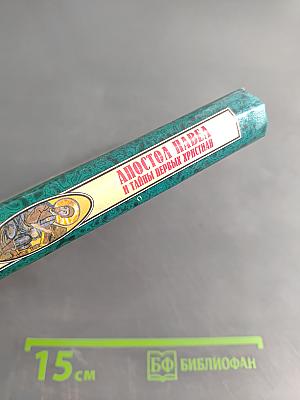 АПОСТОЛ ПАВЕЛ
И ТАЙНЫ ПЕРВЫХ ХРИСТИАН
15 см
БФ БИБЛИОФАН